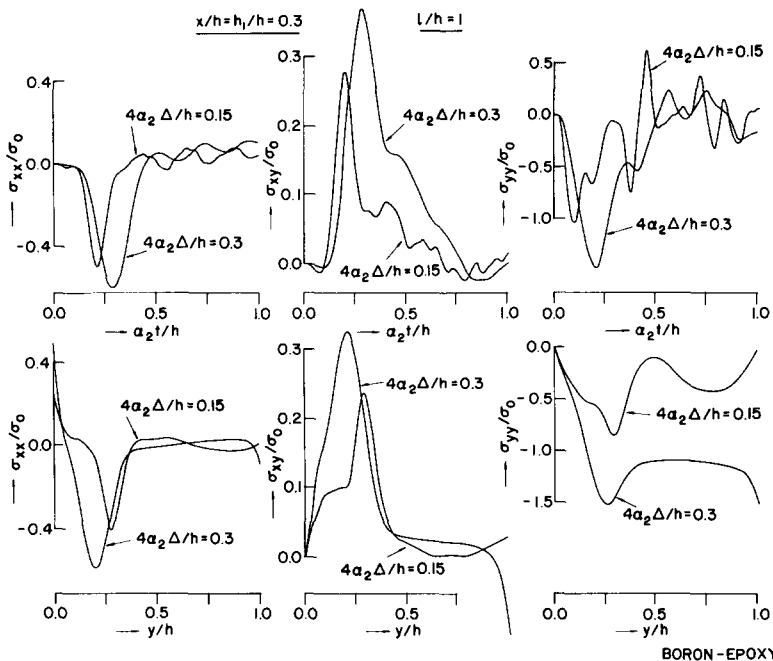 x/h=h₁/h=0.3
l/h=1
0.4
0.0
-0.4
→ σxx/σ₀
4α₂Δ/h=0.15
4α₂Δ/h=0.3
0.0 0.5 1.0
→ α₂t/h
0.3
0.2
0.1
0.0
→ σxy/σ₀
4α₂Δ/h=0.3
4α₂Δ/h=0.15
0.0 0.5 1.0
→ α₂t/h
0.5
0.0
-0.5
-1.0
→ σyy/σ₀
4α₂Δ/h=0.15
4α₂Δ/h=0.3
0.0 0.5 1.0
→ α₂t/h
0.4
0.0
-0.4
→ σxx/σ₀
4α₂Δ/h=0.15
4α₂Δ/h=0.3
0.0 0.5 1.0
→ y/h
0.3
0.2
0.1
0.0
→ σxy/σ₀
4α₂Δ/h=0.3
4α₂Δ/h=0.15
0.0 0.5 1.0
→ y/h
0.0
-0.5
-1.0
-1.5
→ σyy/σ₀
4α₂Δ/h=0.15
4α₂Δ/h=0.3
0.0 0.5 1.0
→ y/h
BORON-EPOXY